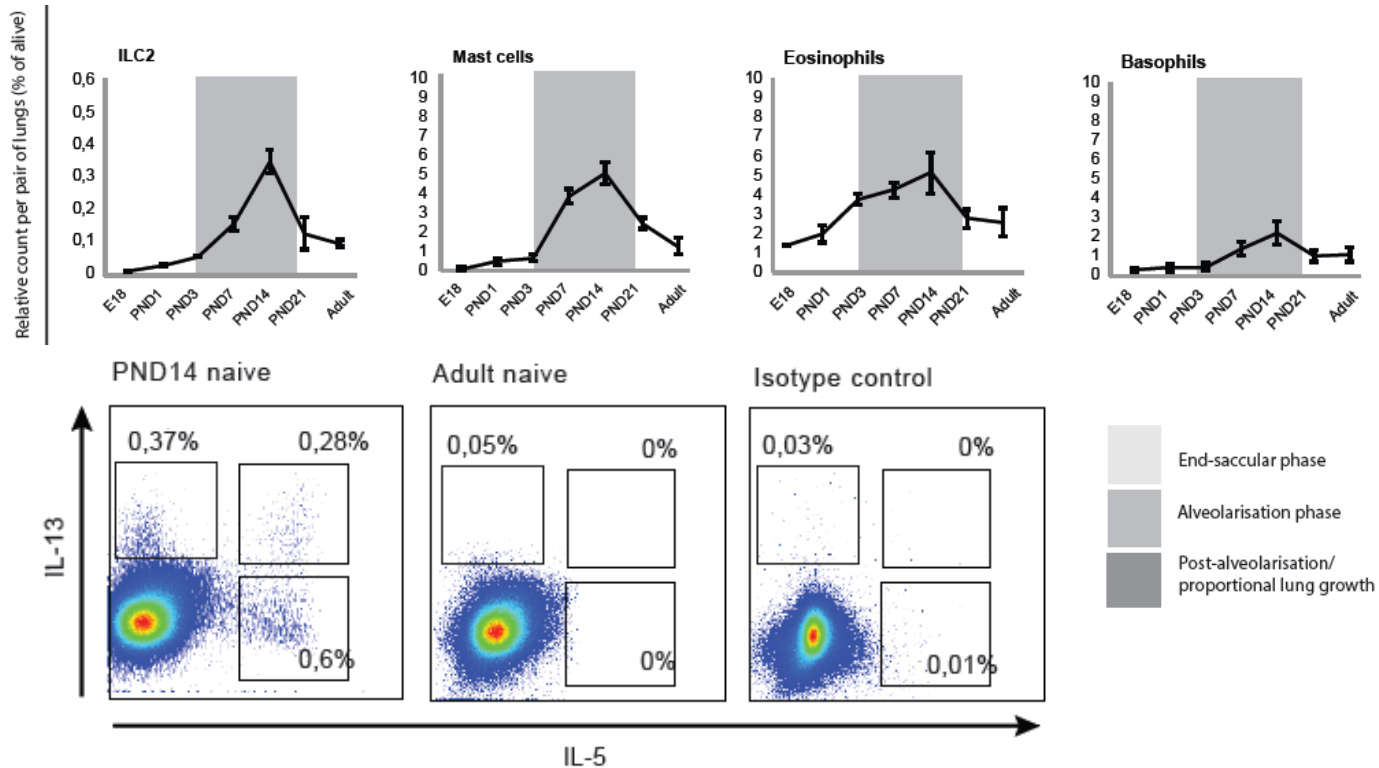 Relative count per pair of lungs (% of alive)
ILC2
0,6
0,5
0,4
0,3
0,2
0,1
0
E18
PND1
PND3
PND7
PND14
PND21
Adult
Mast cells
10
9
8
7
6
5
4
3
2
1
0
E18
PND1
PND3
PND7
PND14
PND21
Adult
Eosinophils
10
9
8
7
6
5
4
3
2
1
0
E18
PND1
PND3
PND7
PND14
PND21
Adult
Basophils
10
9
8
7
6
5
4
3
2
1
0
E18
PND1
PND3
PND7
PND14
PND21
Adult
PND14 naive
0,37%
0,28%
0,6%
Adult naive
0,05%
0%
0%
Isotype control
0,03%
0%
0,01%
IL-13
IL-5
End-saccular phase
Alveolarisation phase
Post-alveolarisation/
proportional lung growth